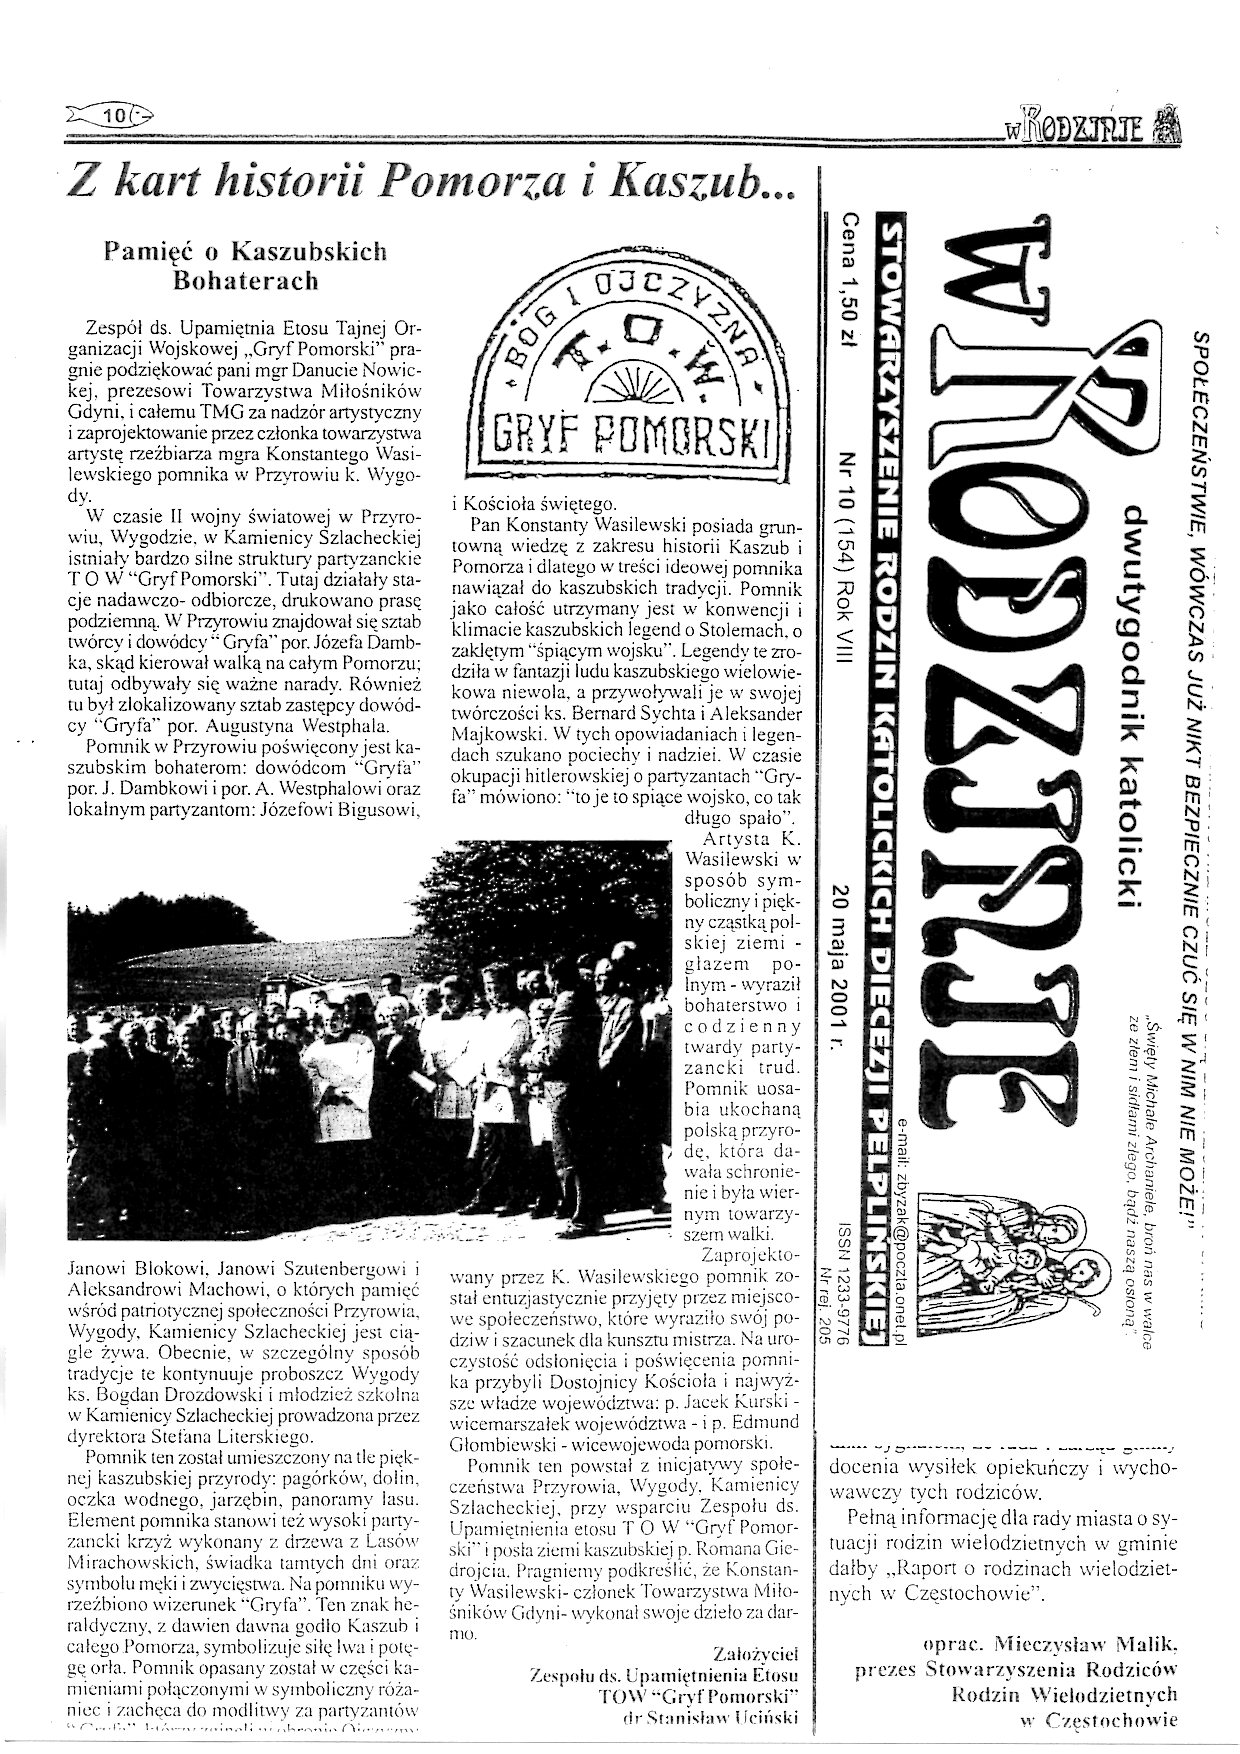 10
wRODZINIE
Z kart historii Pomorza i Kaszub...
Pamięć o Kaszubskich
Bohaterach
Zespół ds. Upamiętnia Etosu Tajnej Or-
ganizacji Wojskowej „Gryf Pomorski” pra-
gnie podziękować pani mgr Danucie Nowic-
kej, prezesowi Towarzystwa Miłośników
Gdyni, i całemu TMG za nadzór artystyczny
i zaprojektowanie przez członka towarzystwa
artystę rzeźbiarza mgra Konstantego Wasi-
lewskiego pomnika w Przyrowiu k. Wygo-
dy.
W czasie II wojny światowej w Przyro-
wiu, Wygodzie, w Kamienicy Szlacheckiej
istniały bardzo silne struktury partyzanckie
T O W “Gryf Pomorski”. Tutaj działały sta-
cje nadawczo- odbiorcze, drukowano prasę
podziemną. W Przyrowiu znajdował się sztab
twórcy i dowódcy “ Gryfa” por. Józefa Damb-
ka, skąd kierował walką na całym Pomorzu;
tutaj odbywały się ważne narady. Również
tu był zlokalizowany sztab zastępcy dowód-
cy “Gryfa” por. Augustyna Westphala.
Pomnik w Przyrowiu poświęcony jest ka-
szubskim bohaterom: dowódcom “Gryfa”
por. J. Dambkowi i por. A. Westphalowi oraz
lokalnym partyzantom: Józefowi Bigusowi,
Janowi Blokowi, Janowi Szutenbergowi i
Aleksandrowi Machowi, o których pamięć
wśród patriotycznej społeczności Przyrowia,
Wygody, Kamienicy Szlacheckiej jest cią-
gle żywa. Obecnie, w szczególny sposób
tradycje te kontynuuje proboszcz Wygody
ks. Bogdan Drozdowski i młodzież szkolna
w Kamienicy Szlacheckiej prowadzona przez
dyrektora Stefana Literskiego.
Pomnik ten został umieszczony na tle pięk-
nej kaszubskiej przyrody: pagórków, dolin,
oczka wodnego, jarzębin, panoramy lasu.
Element pomnika stanowi też wysoki party-
zancki krzyż wykonany z drzewa z Lasów
Mirachowskich, świadka tamtych dni oraz
symbolu męki i zwycięstwa. Na pomniku wy-
rzeźbiono wizerunek “Gryfa”. Ten znak he-
raldyczny, z dawien dawna godło Kaszub i
całego Pomorza, symbolizuje siłę lwa i potę-
gę orła. Pomnik opasany został w części ka-
mieniami połączonymi w symboliczny róża-
niec i zachęca do modlitwy za partyzantów
BÓG I OJCZYZNA
T.O.W.
GRYF POMORSKI
i Kościoła świętego.
Pan Konstanty Wasilewski posiada grun-
towną wiedzę z zakresu historii Kaszub i
Pomorza i dlatego w treści ideowej pomnika
nawiązał do kaszubskich tradycji. Pomnik
jako całość utrzymany jest w konwencji i
klimacie kaszubskich legend o Stolemach, o
zaklętym “śpiącym wojsku”. Legendy te zro-
dziła w fantazji ludu kaszubskiego wielowie-
kowa niewola, a przywoływali je w swojej
twórczości ks. Bernard Sychta i Aleksander
Majkowski. W tych opowiadaniach i legen-
dach szukano pociechy i nadziei. W czasie
okupacji hitlerowskiej o partyzantach “Gry-
fa” mówiono: “to je to spiące wojsko, co tak
długo spało”.
Artysta K.
Wasilewski w
sposób sym-
boliczny i pięk-
ny cząstką pol-
skiej ziemi -
głazem po-
lnym - wyraził
bohaterstwo i
codzienny
twardy party-
zancki trud.
Pomnik uosa-
bia ukochaną
polską przyro-
dę, która da-
wała schronie-
nie i była wier-
nym towarzy-
szem walki.
Zaprojekto-
wany przez K. Wasilewskiego pomnik zo-
stał entuzjastycznie przyjęty przez miejsco-
we społeczeństwo, które wyraziło swój po-
dziw i szacunek dla kunsztu mistrza. Na uro-
czystość odsłonięcia i poświęcenia pomni-
ka przybyli Dostojnicy Kościoła i najwyż-
sze władze województwa: p. Jacek Kurski -
wicemarszałek województwa - i p. Edmund
Głombiewski - wicewojewoda pomorski.
Pomnik ten powstał z inicjatywy społe-
czeństwa Przyrowia, Wygody, Kamienicy
Szlacheckiej, przy wsparciu Zespołu ds.
Upamiętnienia etosu T O W “Gryf Pomor-
ski” i posła ziemi kaszubskiej p. Romana Gie-
drojcia. Pragniemy podkreślić, że Konstan-
ty Wasilewski- członek Towarzystwa Miło-
śników Gdyni- wykonał swoje dzieło za dar-
mo.
Założyciel
Zespołu ds. Upamiętnienia Etosu
TOW “Gryf Pomorski”
dr Stanisław Uciński
SPOŁECZEŃSTWIE, WÓWCZAS JUŻ NIKT BEZPIECZNIE CZUĆ SIĘ W NIM NIE MOŻE!”
„Święty Michale Archaniele, broń nas w walce
ze złem i sidłami złego, bądź naszą osłoną”
dwutygodnik katolicki
wRODZINIE
e-mail: zbyzak@poczta.onet.pl
STOWARZYSZENIE RODZIN KATOLICKICH DIECEZJI PELPLIŃSKIEJ
Cena 1,50 zł
Nr 10 (154) Rok VIII
20 maja 2001 r.
ISSN 1233-9776
Nr rej. 206
docenia wysiłek opiekuńczy i wycho-
wawczy tych rodziców.
Pełną informację dla rady miasta o sy-
tuacji rodzin wielodzietnych w gminie
dałby „Raport o rodzinach wielodziet-
nych w Częstochowie”.
oprac. Mieczysław Malik,
prezes Stowarzyszenia Rodziców
Rodzin Wielodzietnych
w Częstochowie